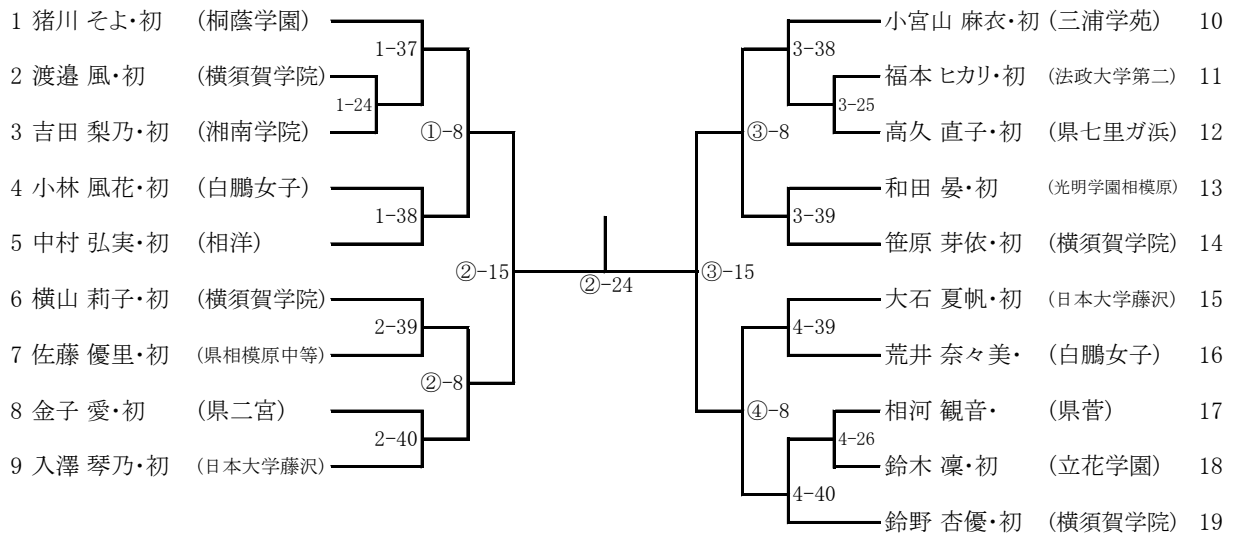 1 猪川 そよ・初 (桐蔭学園)
1-37
2 渡邉 風・初 (横須賀学院)
1-24
3 吉田 梨乃・初 (湘南学院)
①-8
4 小林 風花・初 (白鵬女子)
1-38
5 中村 弘実・初 (相洋)
②-15
6 横山 莉子・初 (横須賀学院)
2-39
7 佐藤 優里・初 (県相模原中等)
②-8
8 金子 愛・初 (県二宮)
2-40
9 入澤 琴乃・初 (日本大学藤沢)
②-24
小宮山 麻衣・初 (三浦学苑) 10
3-38
福本 ヒカリ・初 (法政大学第二) 11
3-25
高久 直子・初 (県七里ガ浜) 12
③-8
和田 晏・初 (光明学園相模原) 13
3-39
笹原 芽依・初 (横須賀学院) 14
③-15
大石 夏帆・初 (日本大学藤沢) 15
4-39
荒井 奈々美・ (白鵬女子) 16
④-8
相河 観音・ (県菅) 17
4-26
鈴木 凜・初 (立花学園) 18
4-40
鈴野 杏優・初 (横須賀学院) 19